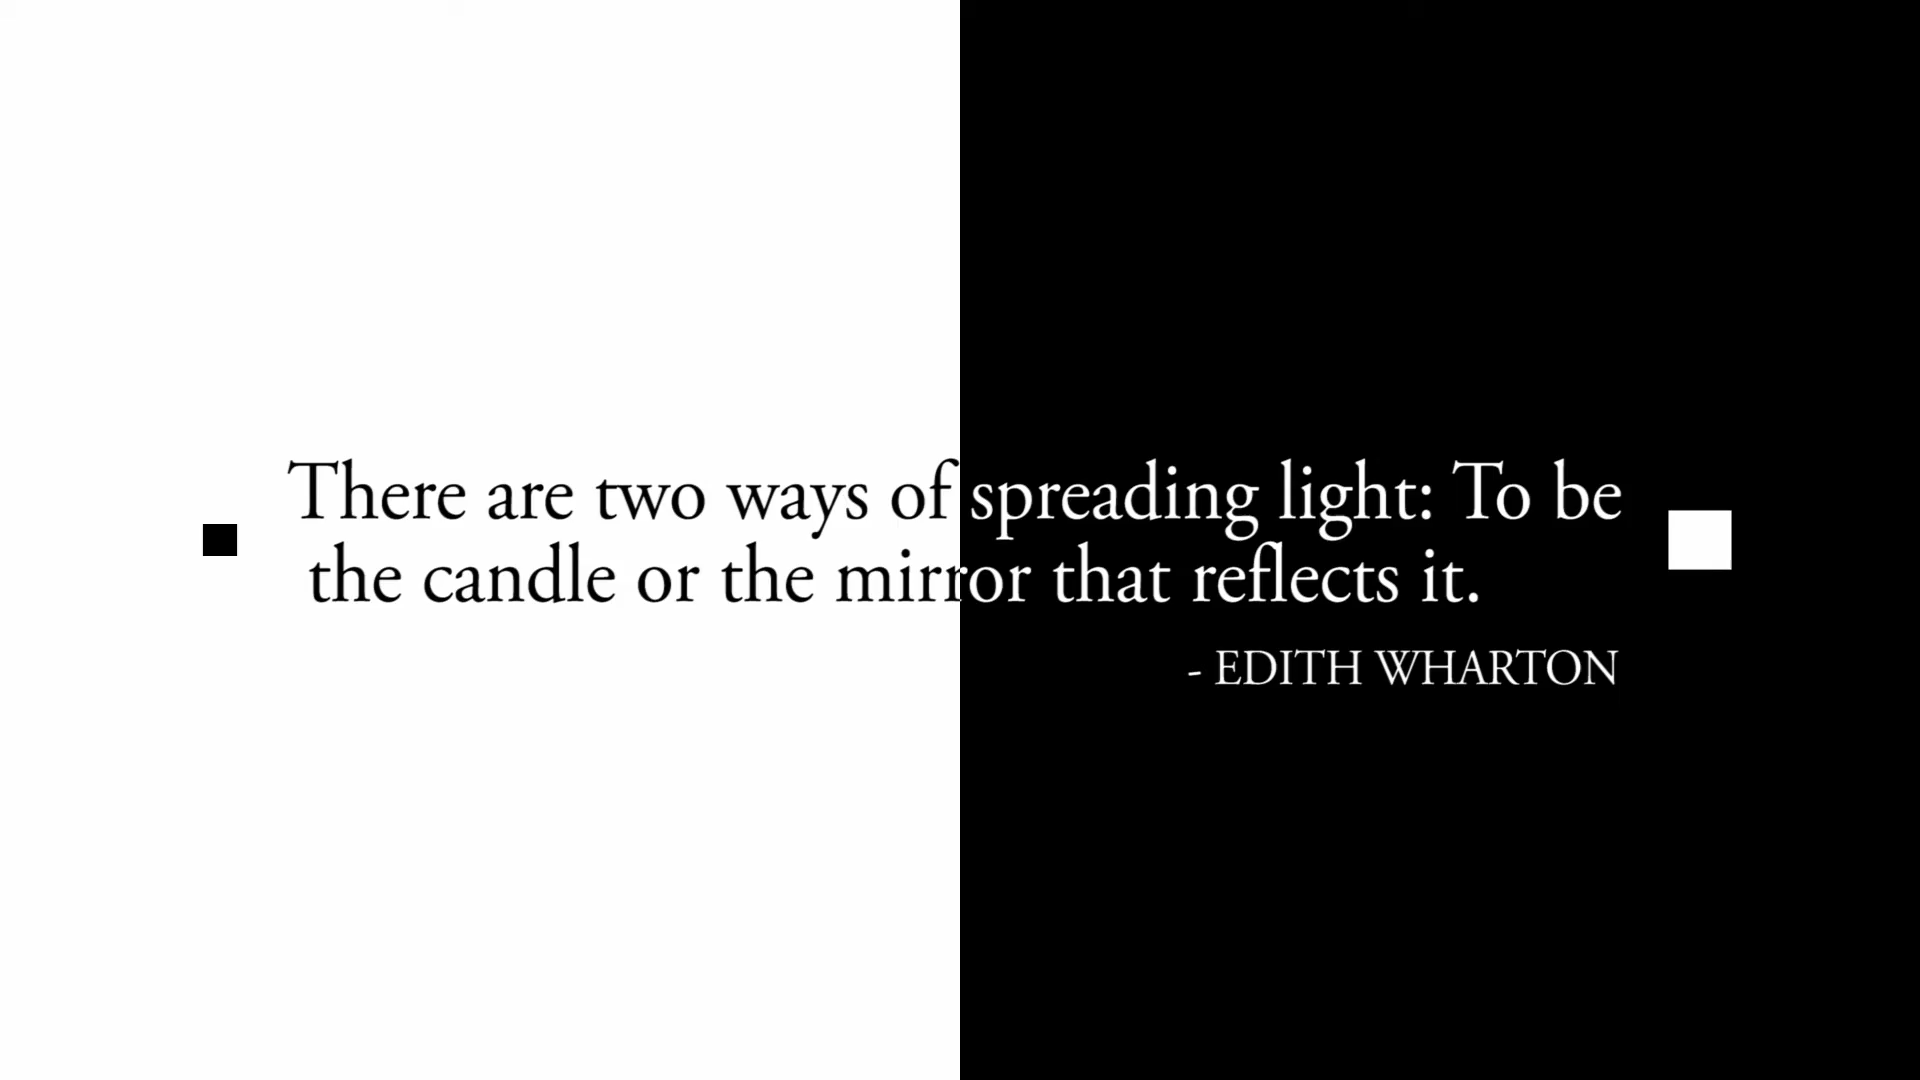 There are two ways of spreading light: To be
the candle or the mirror that reflects it.
- EDITH WHARTON